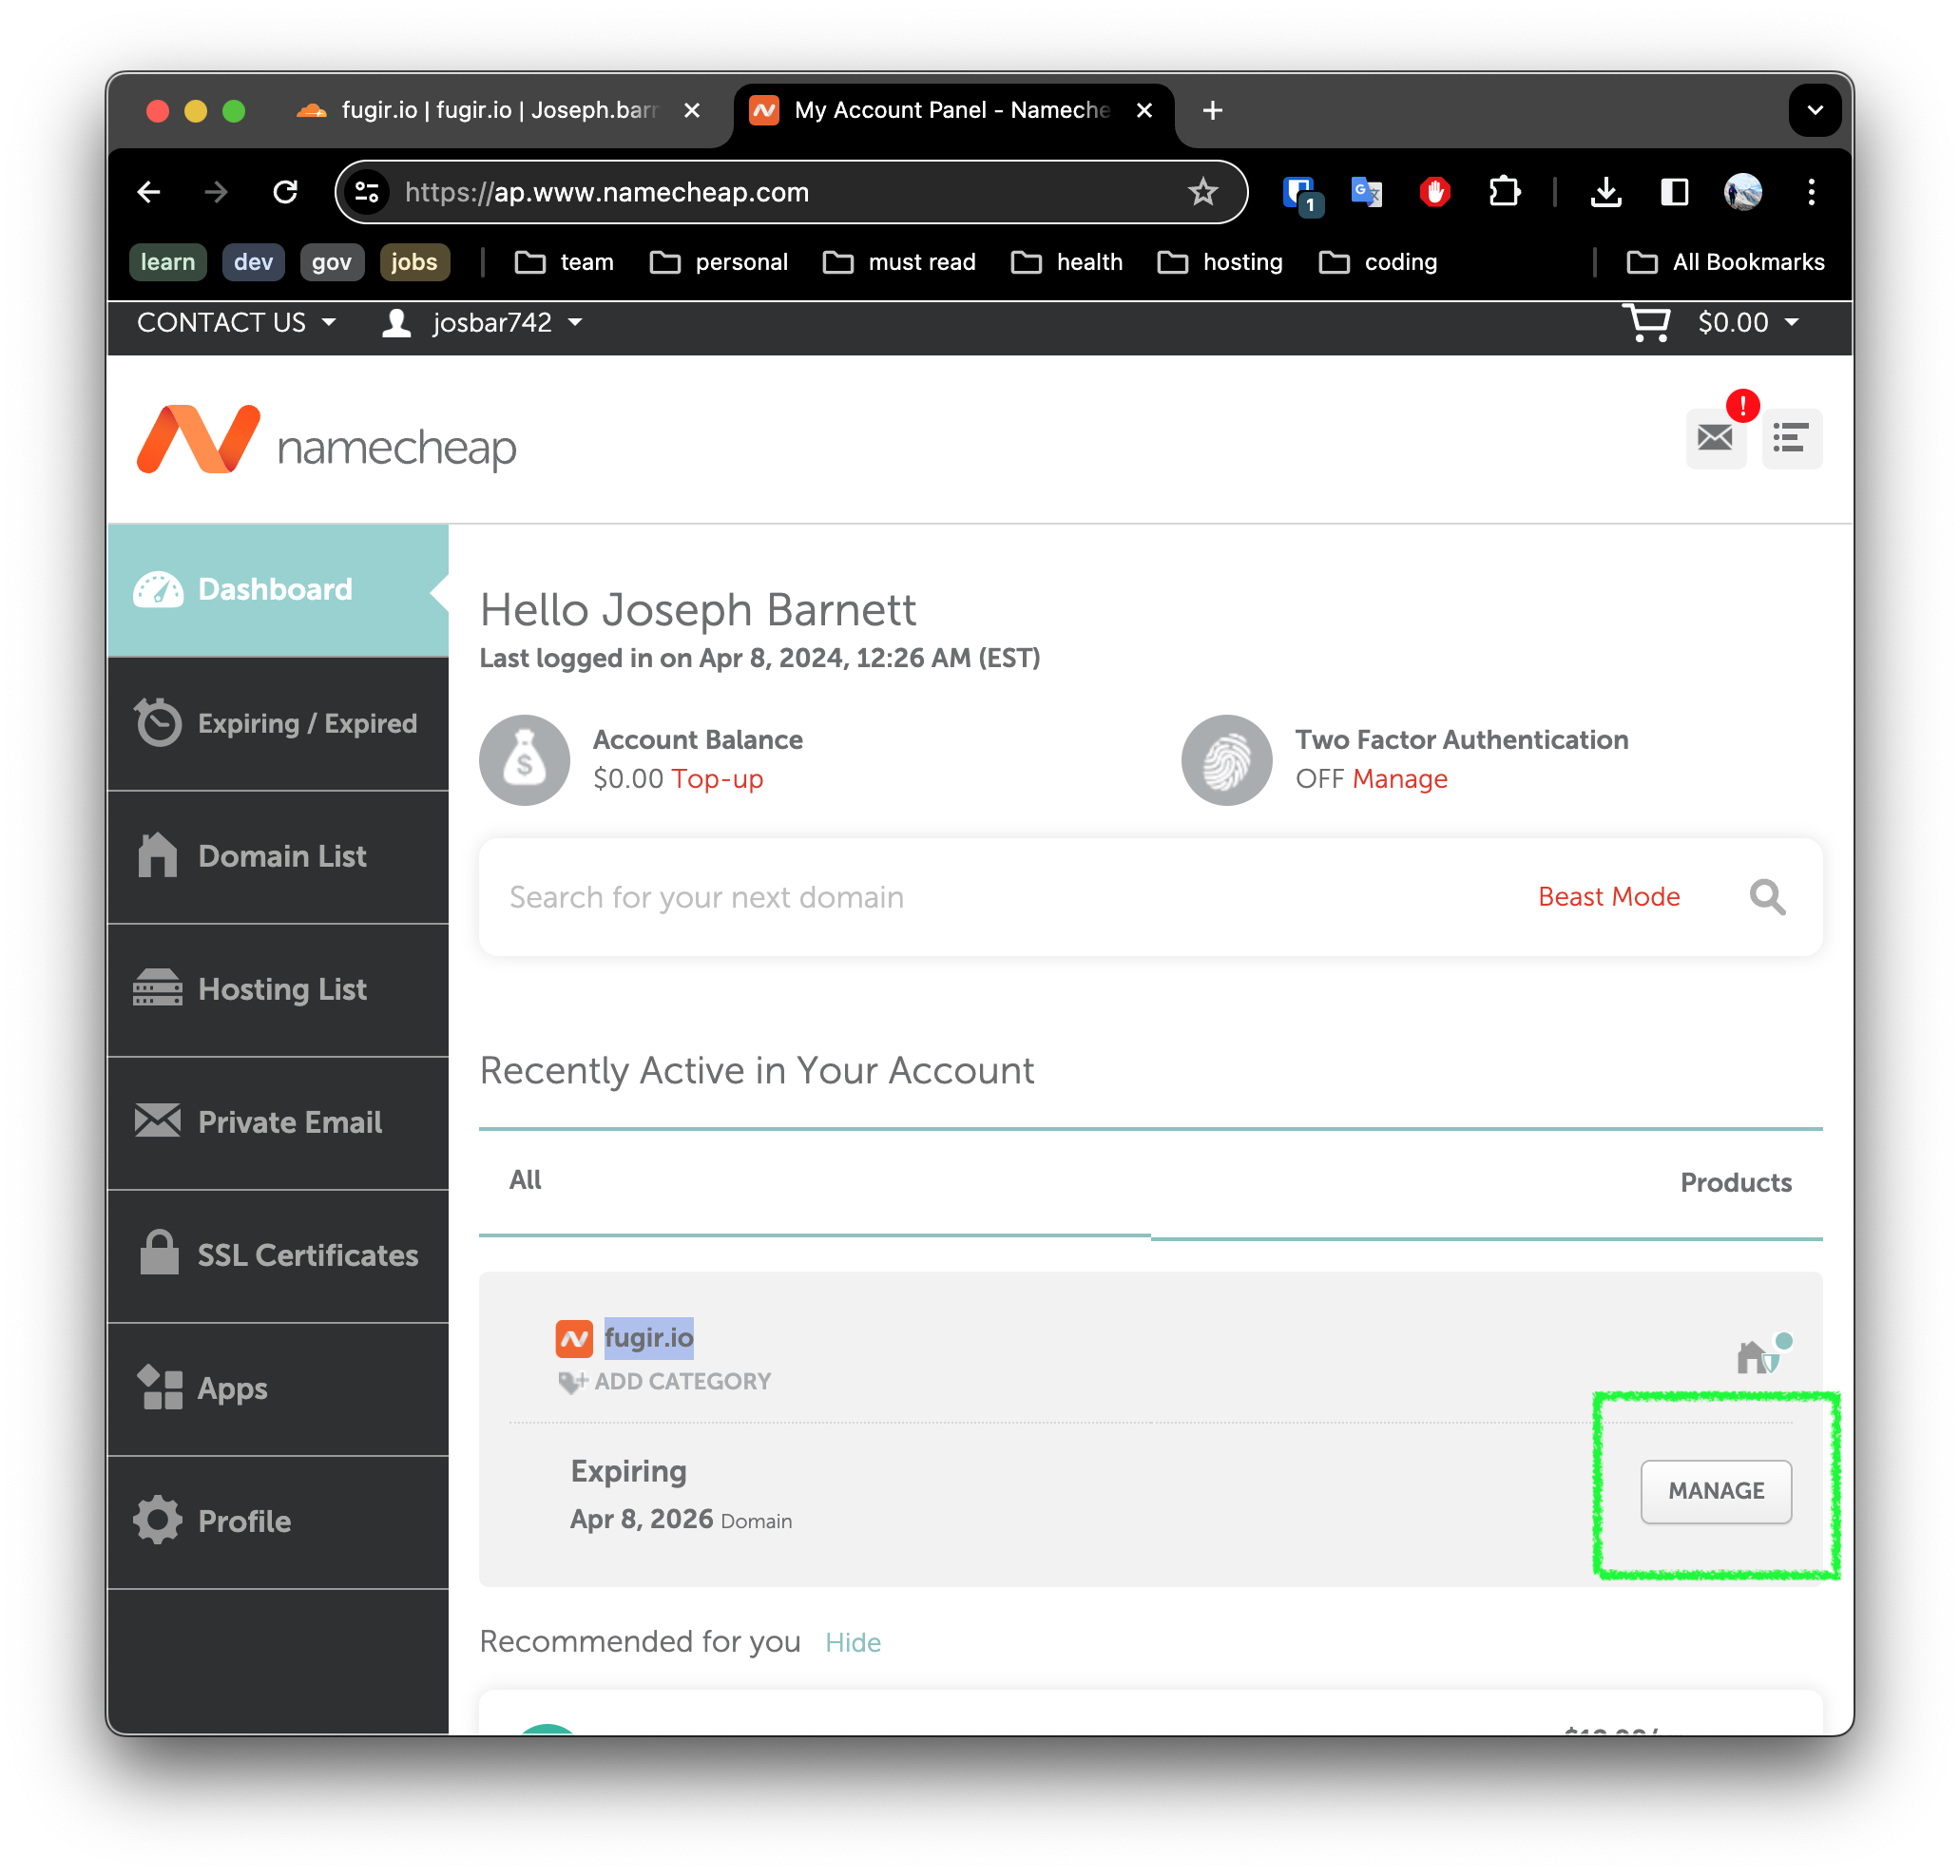 fugir.io | fugir.io | Joseph.barr
My Account Panel - Nameche
https://ap.www.namecheap.com
1
learn dev gov jobs team personal must read health hosting coding All Bookmarks
CONTACT US josbar742 $0.00
namecheap
!
Dashboard
Expiring / Expired
Domain List
Hosting List
Private Email
SSL Certificates
Apps
Profile
Hello Joseph Barnett
Last logged in on Apr 8, 2024, 12:26 AM (EST)
Account Balance
$0.00 Top-up
Two Factor Authentication
OFF Manage
Search for your next domain
Beast Mode
Recently Active in Your Account
All
Products
fugir.io
ADD CATEGORY
Expiring
Apr 8, 2026 Domain
MANAGE
Recommended for you Hide